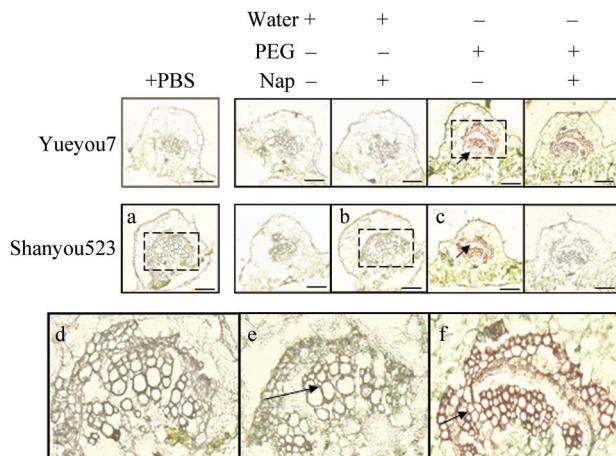 Water + + – –
PEG – – + +
+PBS Nap – + – +
Yueyou7
a b c
Shanyou523
d e f